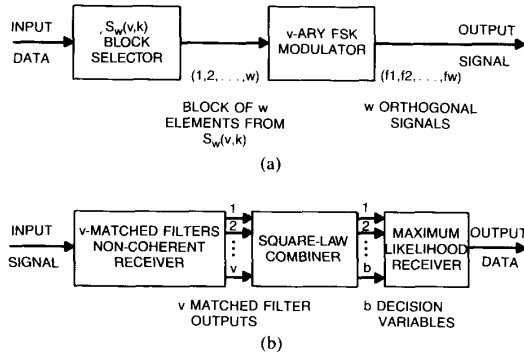 INPUT
DATA
S_w(v,k)
BLOCK
SELECTOR
(1,2,...,w)
BLOCK OF w
ELEMENTS FROM
S_w(v,k)
v-ARY FSK
MODULATOR
OUTPUT
(f1,f2,...,fw)
SIGNAL
w ORTHOGONAL
SIGNALS
(a)
INPUT
SIGNAL
v-MATCHED FILTERS
NON-COHERENT
RECEIVER
1
2
⋮
v
v MATCHED FILTER
OUTPUTS
SQUARE-LAW
COMBINER
1
2
⋮
b
b DECISION
VARIABLES
MAXIMUM
LIKELIHOOD
RECEIVER
OUTPUT
DATA
(b)